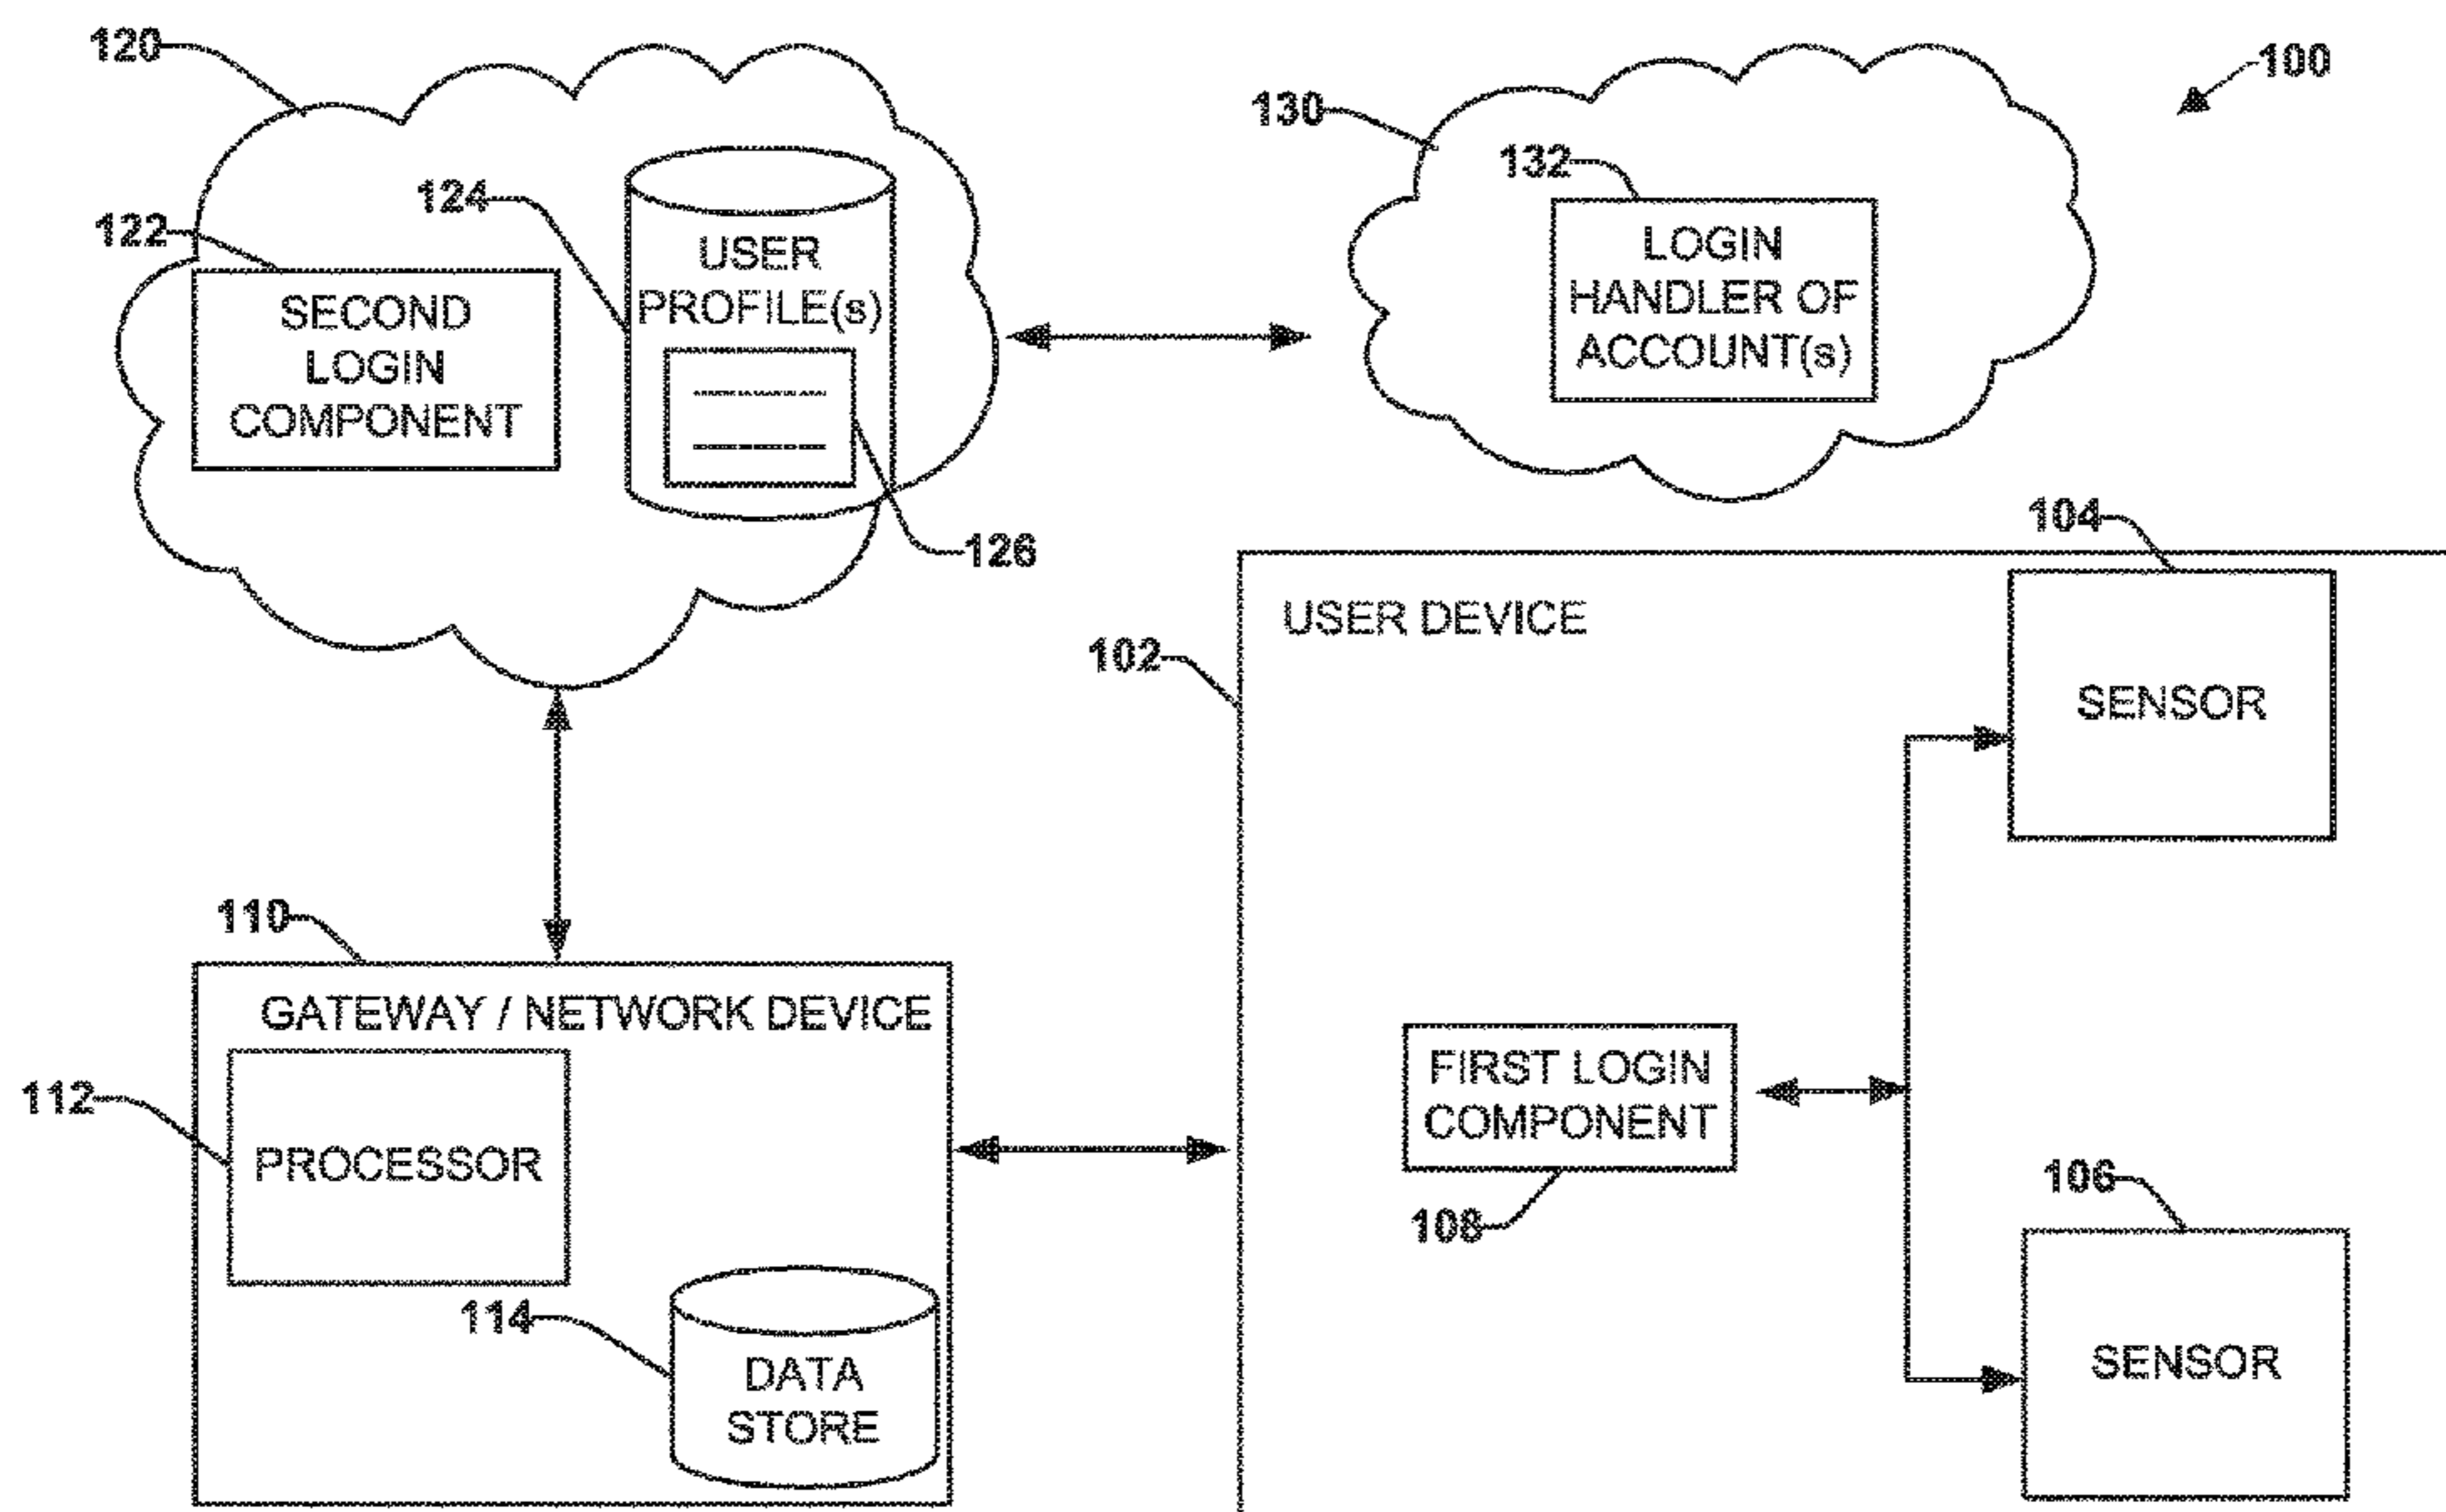 120
100
130
132
124
122
USER
PROFILE(s)
LOGIN
HANDLER OF
ACCOUNT(s)
SECOND
LOGIN
COMPONENT
126
104
USER DEVICE
102
SENSOR
110
GATEWAY / NETWORK DEVICE
112
PROCESSOR
FIRST LOGIN
COMPONENT
108
106
114
DATA
STORE
SENSOR